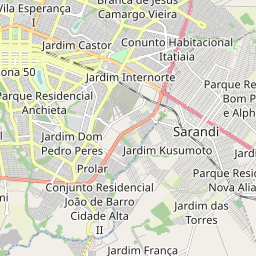 Branca de Jesus
Camargo Vieira
Vila Esperança
I
Jardim Castor
Conunto Habitacional
Itatiaia
ona 50
Jardim Internorte
Parque Residencial
Anchieta
Parque R
Bom P
e Alph
Sarandi
Jardim Dom
Pedro Peres
Jardim Kusumoto
Prolar
Parque Resi
Nova Alia
Conjunto Residencial
João de Barro
Cidade Alta
II
Jardim das
Torres
Jardim França